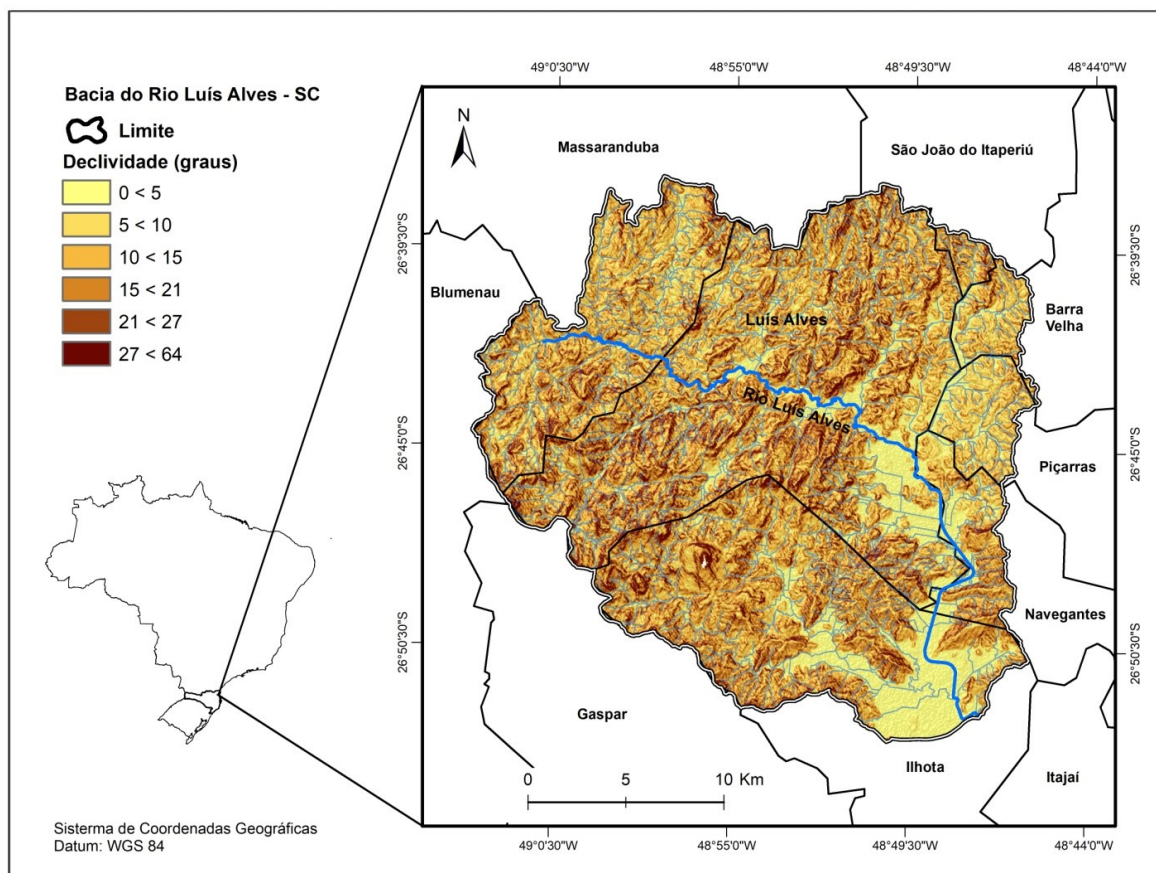 Bacia do Rio Luís Alves - SC
Limite
Declividade (graus)
0 < 5
5 < 10
10 < 15
15 < 21
21 < 27
27 < 64
Sisterma de Coordenadas Geográficas
Datum: WGS 84
49°0'30"W
48°55'0"W
48°49'30"W
48°44'0"W
N
Massaranduba
São João do Itaperiú
26°39'30"S
26°39'30"S
Blumenau
Luís Alves
Barra
Velha
Rio Luís Alves
26°45'0"S
26°45'0"S
Piçarras
Navegantes
26°50'30"S
26°50'30"S
Gaspar
Ilhota
Itajaí
0 5 10 Km
49°0'30"W
48°55'0"W
48°49'30"W
48°44'0"W